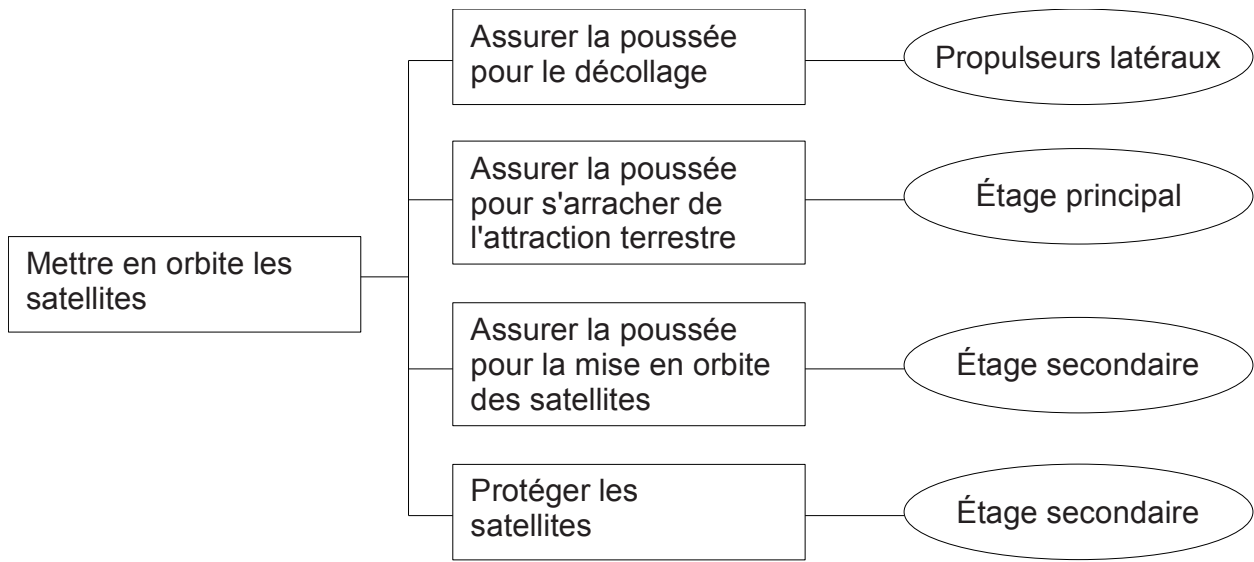 Assurer la poussée
pour le décollage
Propulseurs latéraux
Assurer la poussée
pour s'arracher de
l'attraction terrestre
Étage principal
Mettre en orbite les
satellites
Assurer la poussée
pour la mise en orbite
des satellites
Étage secondaire
Protéger les
satellites
Étage secondaire